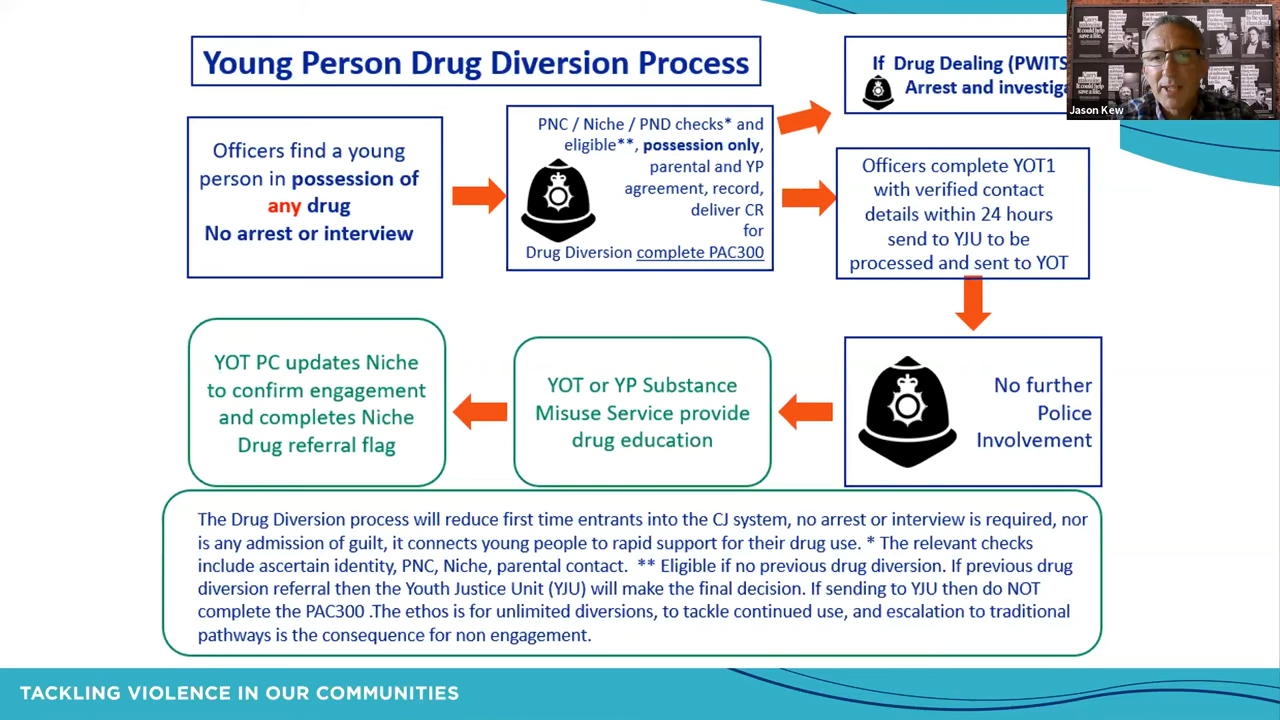 Young Person Drug Diversion Process
If Drug Dealing (PWITS
Arrest and investiga
Jason Kew
Officers find a young
person in possession of
any drug
No arrest or interview
PNC / Niche / PND checks* and
eligible**, possession only,
parental and YP
agreement, record,
deliver CR
for
Drug Diversion complete PAC300
Officers complete YOT1
with verified contact
details within 24 hours
send to YJU to be
processed and sent to YOT
No further
Police
Involvement
YOT or YP Substance
Misuse Service provide
drug education
YOT PC updates Niche
to confirm engagement
and completes Niche
Drug referral flag
The Drug Diversion process will reduce first time entrants into the CJ system, no arrest or interview is required, nor
is any admission of guilt, it connects young people to rapid support for their drug use. * The relevant checks
include ascertain identity, PNC, Niche, parental contact.  ** Eligible if no previous drug diversion. If previous drug
diversion referral then the Youth Justice Unit (YJU) will make the final decision. If sending to YJU then do NOT
complete the PAC300 .The ethos is for unlimited diversions, to tackle continued use, and escalation to traditional
pathways is the consequence for non engagement.
TACKLING VIOLENCE IN OUR COMMUNITIES